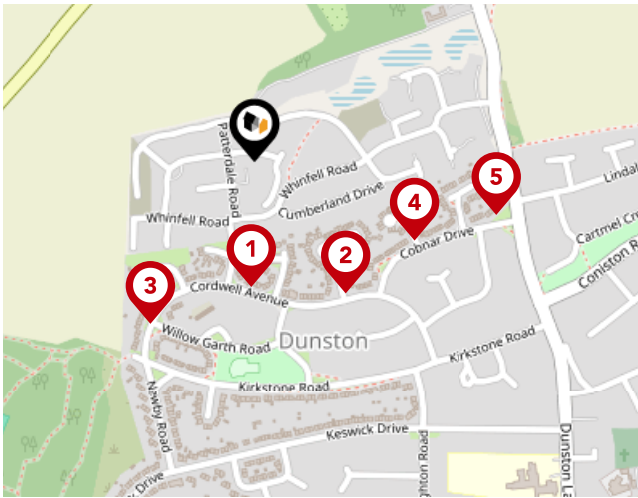 Patterdale Road
Whinfell Road
Cumberland Drive
Whinfell Road
5
4
Lindal
Cobnar Drive
Cartmel Cr
Coniston R
1
2
3
Cordwell Avenue
Willow Garth Road
Dunston
Kirkstone Road
Kirkstone Road
Newby Road
Keswick Drive
k Drive
ghton Road
Dunston La